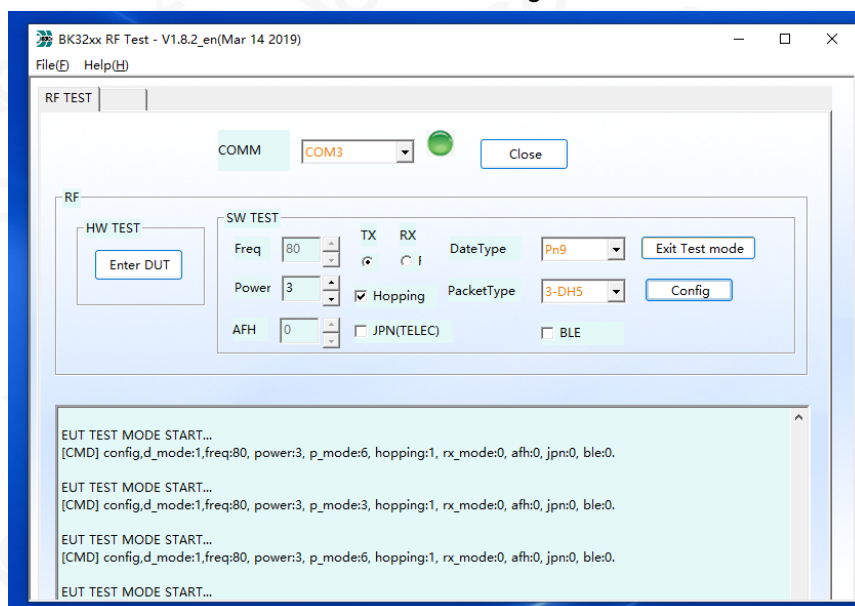 BK32xx RF Test - V1.8.2_en(Mar 14 2019)
File(F) Help(H)
RF TEST
COMM COM3 Close
RF
HW TEST
Enter DUT
SW TEST
TX RX
Freq 80 DateType Pn9 Exit Test mode
Power 3 Hopping PacketType 3-DH5 Config
AFH 0 JPN(TELEC) BLE
EUT TEST MODE START...
[CMD] config,d_mode:1,freq:80, power:3, p_mode:6, hopping:1, rx_mode:0, afh:0, jpn:0, ble:0.
EUT TEST MODE START...
[CMD] config,d_mode:1,freq:80, power:3, p_mode:3, hopping:1, rx_mode:0, afh:0, jpn:0, ble:0.
EUT TEST MODE START...
[CMD] config,d_mode:1,freq:80, power:3, p_mode:6, hopping:1, rx_mode:0, afh:0, jpn:0, ble:0.
EUT TEST MODE START...